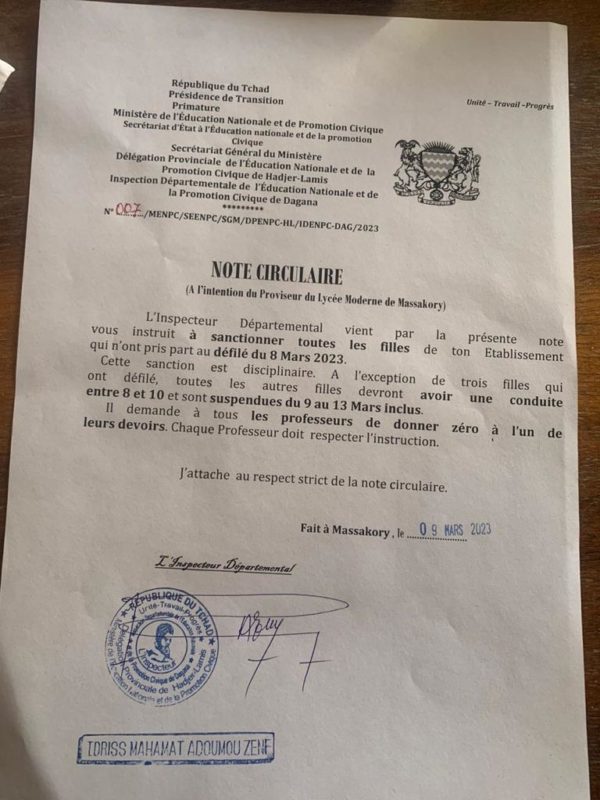 République du Tchad
Présidence de Transition
Primature
Ministère de l'Éducation Nationale et de Promotion Civique
Secrétariat d'État à l'Éducation nationale et de la promotion
Civique
Secrétariat Général du Ministère
Délégation Provinciale de l'Éducation Nationale et de la
Promotion Civique de Hadjer-Lamis
Inspection Départementale de l'Éducation Nationale et de
la Promotion Civique de Dagana
*********
N° 007/MENPC/SEENPC/SGM/DPENPC-HL/IDENPC-DAG/2023
Unité – Travail –Progrès
NOTE CIRCULAIRE
(A l'intention du Proviseur du Lycée Moderne de Massakory)
L'Inspecteur Départemental vient par la présente note
vous instruit à sanctionner toutes les filles de ton Etablissement
qui n'ont pris part au défilé du 8 Mars 2023.
Cette sanction est disciplinaire. A l'exception de trois filles qui
ont défilé, toutes les autres filles devront avoir une conduite
entre 8 et 10 et sont suspendues du 9 au 13 Mars inclus.
Il demande à tous les professeurs de donner zéro à l'un de
leurs devoirs. Chaque Professeur doit respecter l'instruction.
J'attache au respect strict de la note circulaire.
Fait à Massakory, le 09 MARS 2023
L'Inspecteur Départemental
RÉPUBLIQUE DU TCHAD
Unité-Travail-Progrès
L'Inspecteur
IDRISS MAHAMAT ADOUMOU ZENE